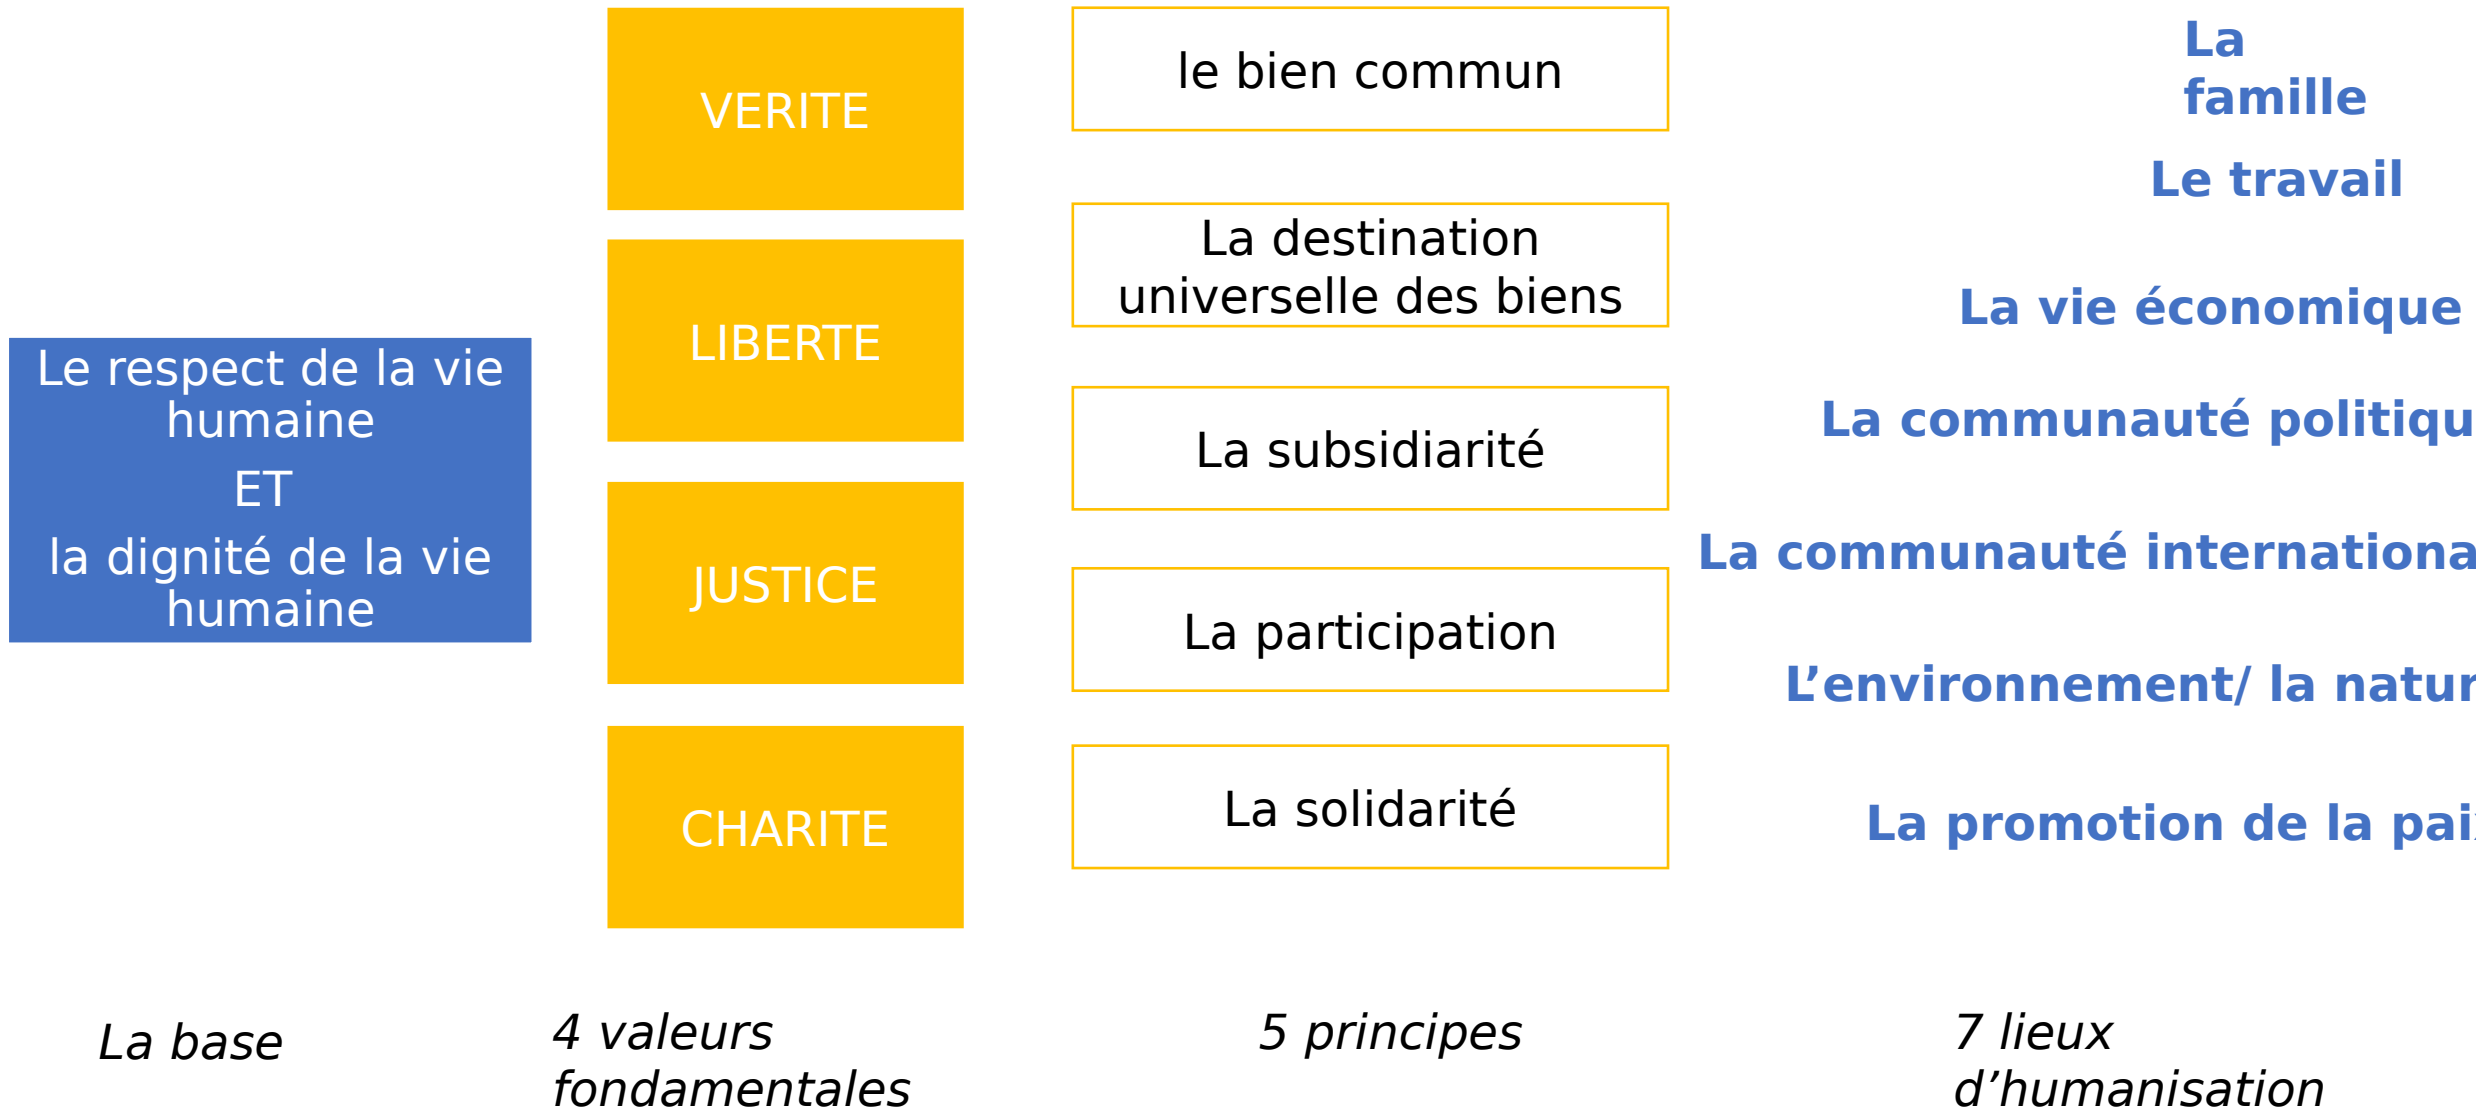 Le respect de la vie
humaine
ET
la dignité de la vie
humaine
VERITE
LIBERTE
JUSTICE
CHARITE
le bien commun
La destination
universelle des biens
La subsidiarité
La participation
La solidarité
La
famille
Le travail
La vie économique
La communauté politiqu
La communauté internationa
L’environnement/ la natur
La promotion de la paix
La base
4 valeurs
fondamentales
5 principes
7 lieux
d’humanisation